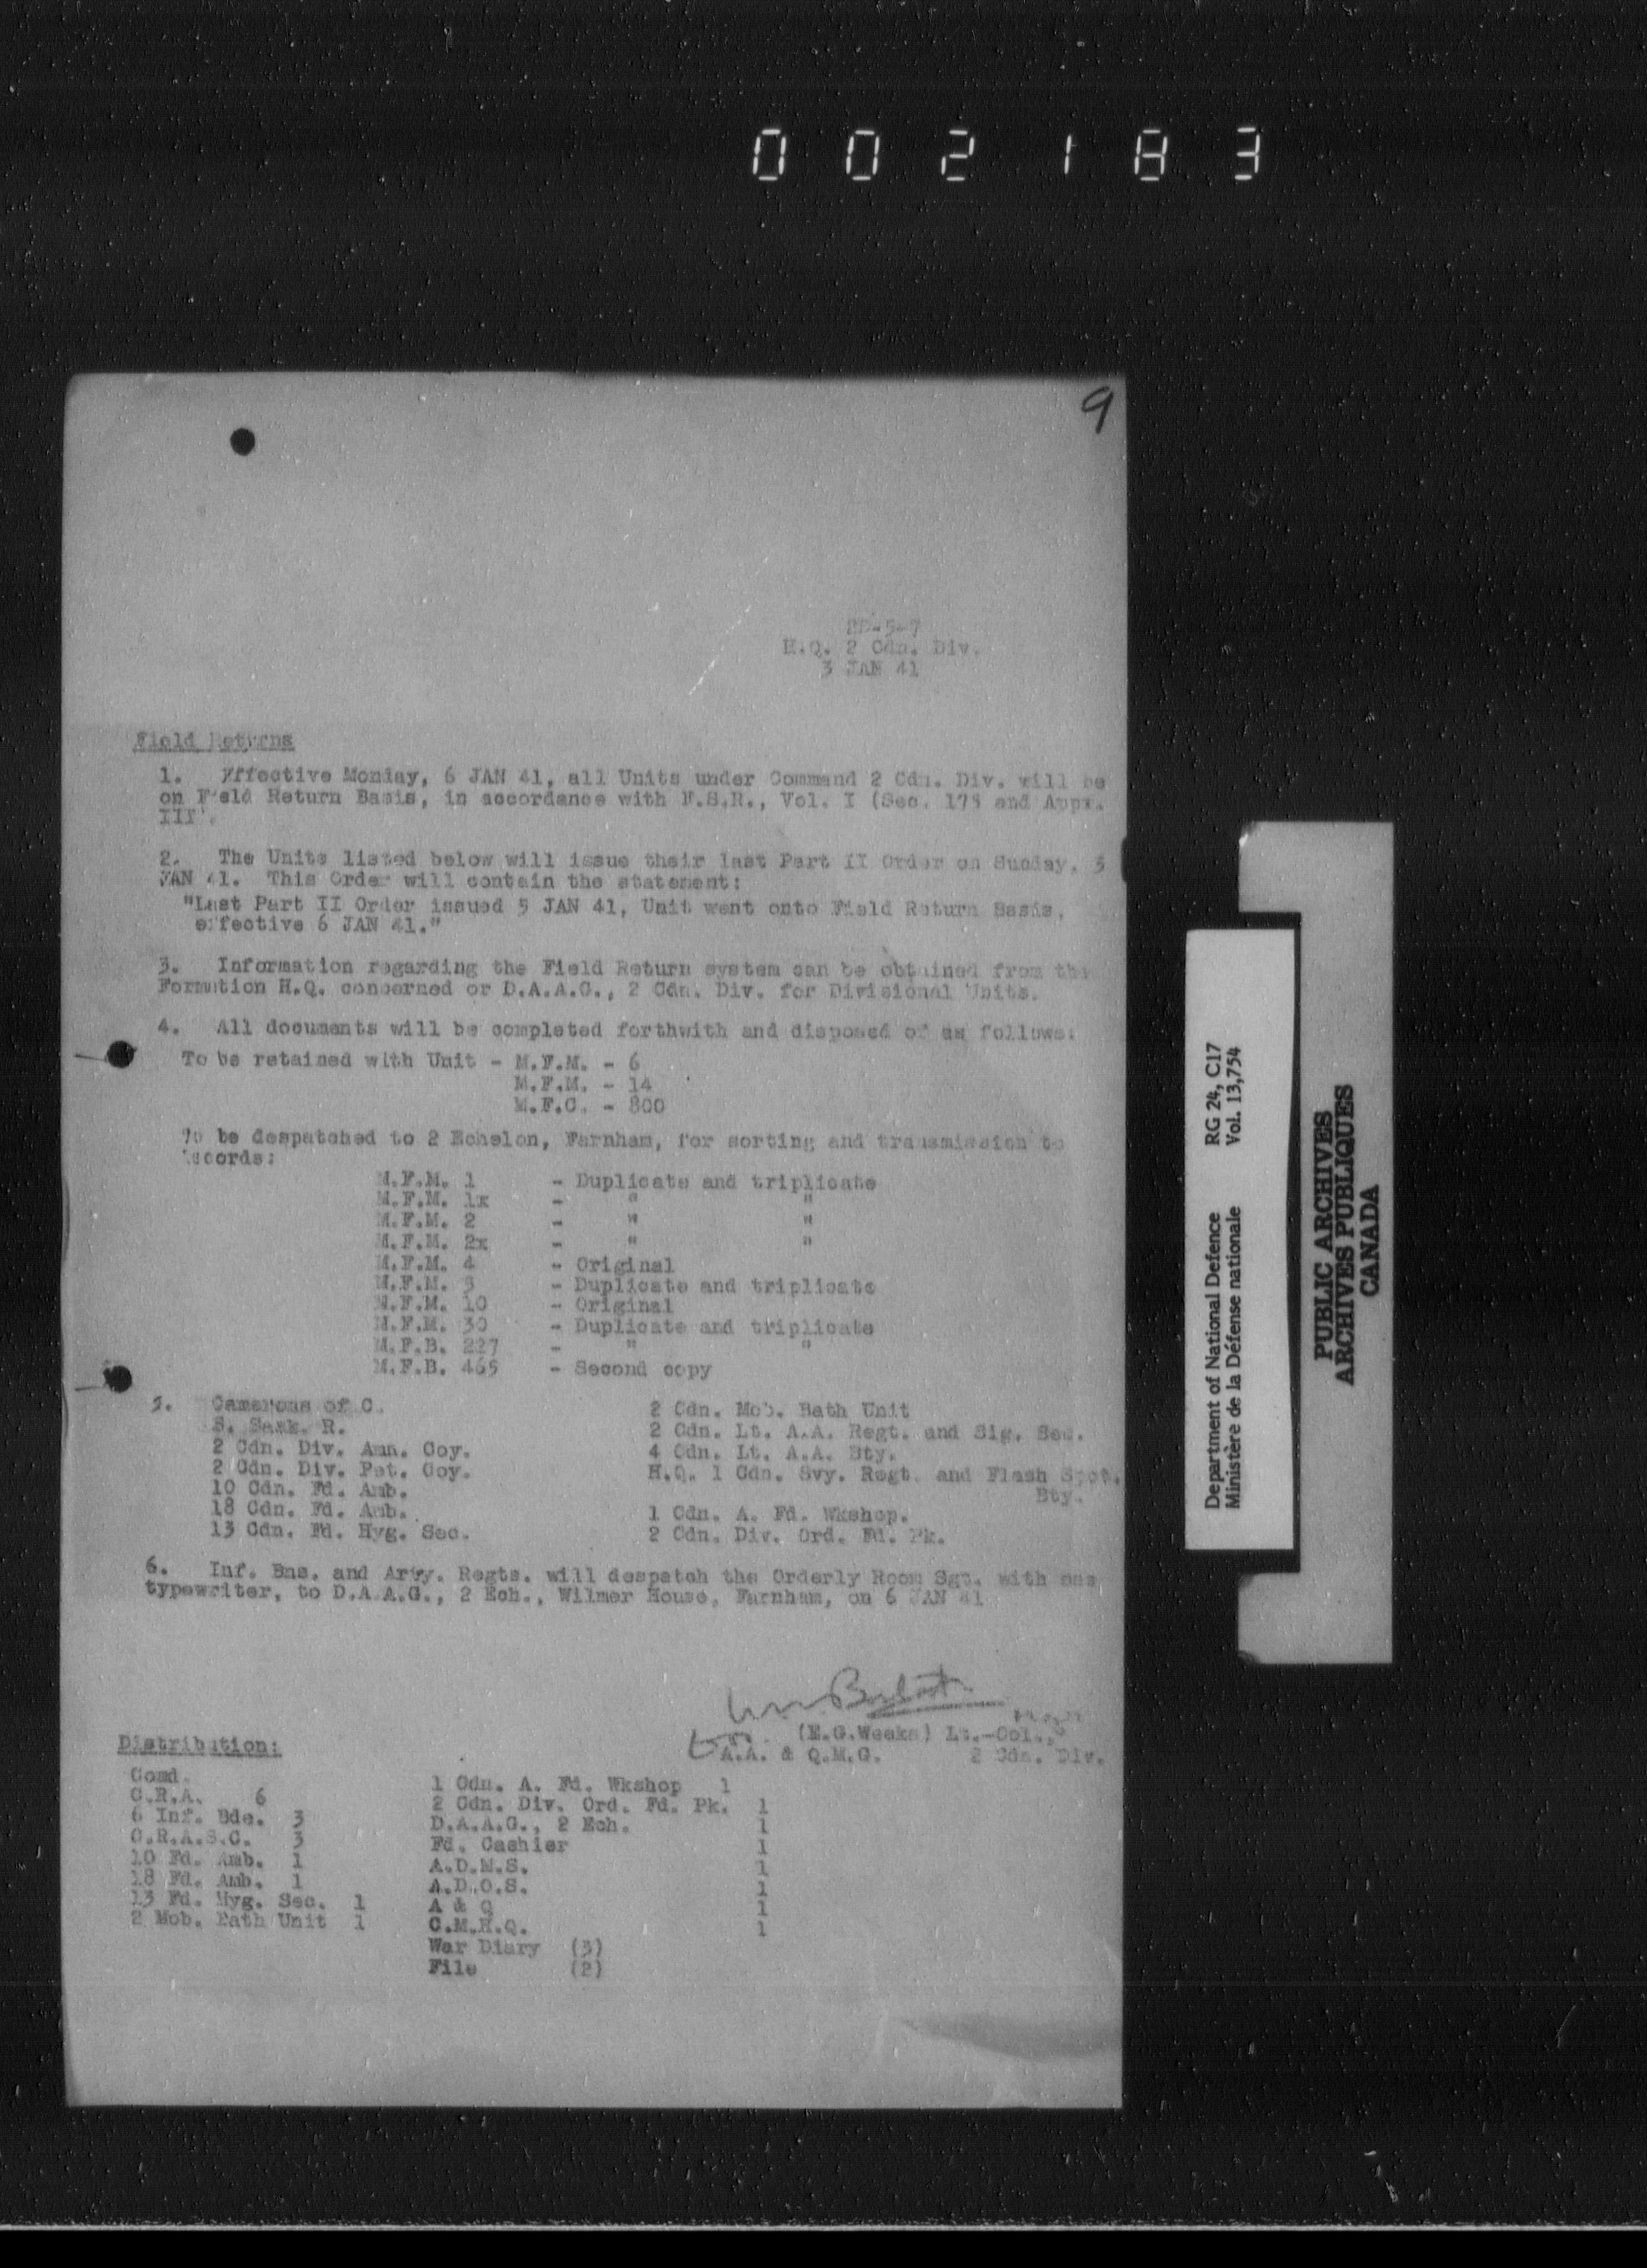 002183
9
2D-5-7
H.Q. 2 Cdn. Div.
3 JAN 41
Field Returns
1. Effective Monday, 6 JAN 41, all Units under Command 2 Cdn. Div. will be
on Field Return Basis, in accordance with F.S.R., Vol. I (Sec. 175 and Appx.
III).
2. The Units listed below will issue their last Part II Order on Sunday, 5
JAN 41. This Order will contain the statement:
"Last Part II Order issued 5 JAN 41, Unit went onto Field Return Basis,
effective 6 JAN 41."
3. Information regarding the Field Return system can be obtained from the
Formation H.Q. concerned or D.A.A.G., 2 Cdn. Div. for Divisional Units.
4. All documents will be completed forthwith and disposed of as follows:
To be retained with Unit - M.F.M. - 6
M.F.M. - 14
M.F.C. - 800
To be despatched to 2 Echelon, Farnham, for sorting and transmission to
records:
M.F.M. 1 - Duplicate and triplicate
M.F.M. 1x - " "
M.F.M. 2 - " "
M.F.M. 2x - " "
M.F.M. 4 - Original
M.F.M. 5 - Duplicate and triplicate
M.F.M. 10 - Original
M.F.M. 30 - Duplicate and triplicate
M.F.B. 227 - " "
M.F.B. 465 - Second copy
5. Camerons of C.
S. Sask. R.
2 Cdn. Div. Amn. Coy.
2 Cdn. Div. Pet. Coy.
10 Cdn. Fd. Amb.
18 Cdn. Fd. Amb.
13 Cdn. Fd. Hyg. Sec.
2 Cdn. Mob. Bath Unit
2 Cdn. Lt. A.A. Regt. and Sig. Sec.
4 Cdn. Lt. A.A. Bty.
H.Q. 1 Cdn. Svy. Regt. and Flash Spot.
Bty.
1 Cdn. A. Fd. Wkshop.
2 Cdn. Div. Ord. Fd. Pk.
6. Inf. Bns. and Arty. Regts. will despatch the Orderly Room Sgt. with one
typewriter, to D.A.A.G., 2 Ech., Wilmer House, Farnham, on 6 JAN 41
(E.G.Weeks) Lt.-Col.,
A.A. & Q.M.G. 2 Cdn. Div.
Distribution:
Comd.
C.R.A. 6
6 Inf. Bde. 3
C.R.A.S.C. 3
10 Fd. Amb. 1
18 Fd. Amb. 1
13 Fd. Hyg. Sec. 1
2 Mob. Bath Unit 1
1 Cdn. A. Fd. Wkshop 1
2 Cdn. Div. Ord. Fd. Pk. 1
D.A.A.G., 2 Ech. 1
Fd. Cashier 1
A.D.M.S. 1
A.D.O.S. 1
A & Q 1
C.M.H.Q. 1
War Diary (3)
File (2)
Department of National Defence RG 24, C17
Ministère de la Défense nationale Vol. 13,754
PUBLIC ARCHIVES
ARCHIVES PUBLIQUES
CANADA